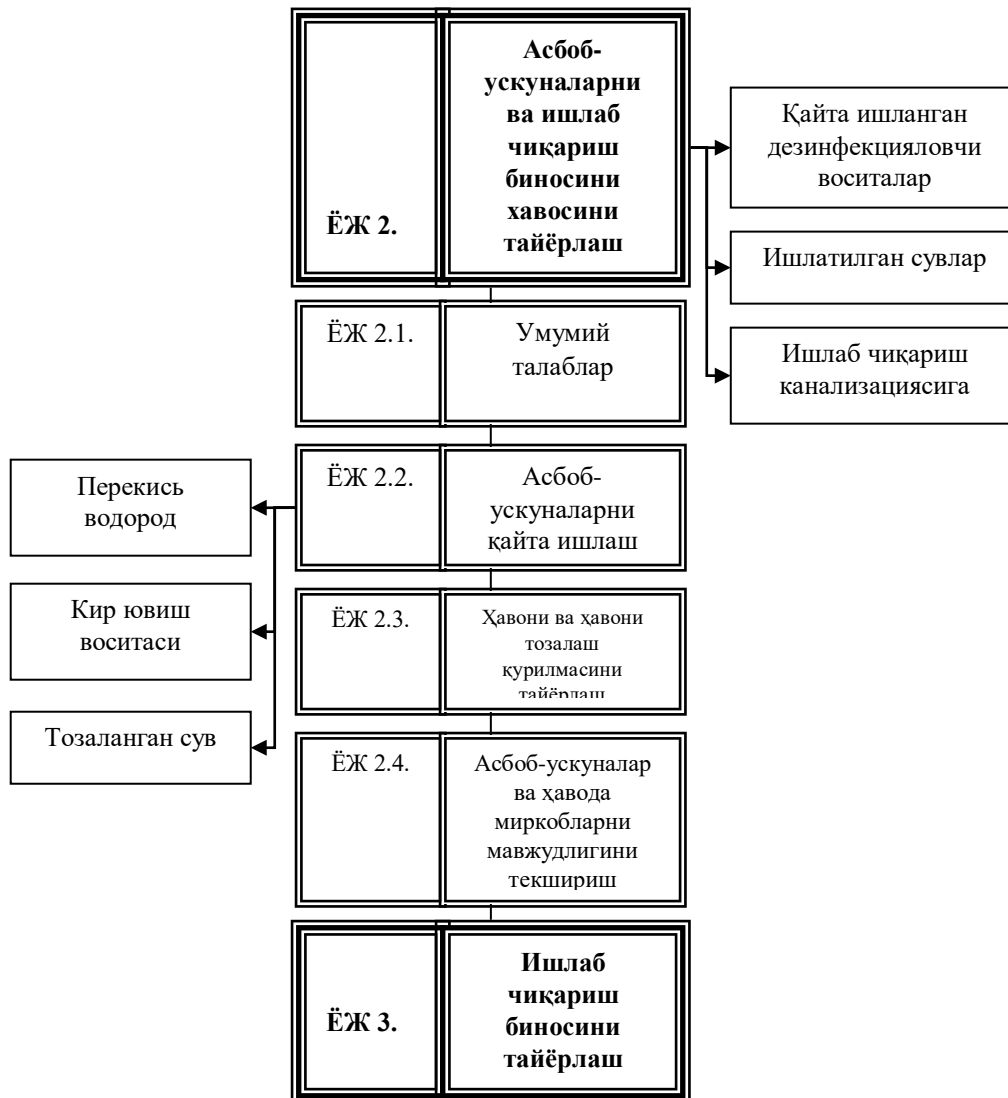 ЁЖ 2.
Асбоб-
ускуналарни
ва ишлаб
чиқариш
биносини
хавосини
тайёрлаш
Қайта ишланган
дезинфекцияловчи
воситалар
Ишлатилган сувлар
Ишлаб чиқариш
канализациясига
ЁЖ 2.1.
Умумий
талаблар
ЁЖ 2.2.
Асбоб-
ускуналарни
қайта ишлаш
Перекись
водород
Кир ювиш
воситаси
Тозаланган сув
ЁЖ 2.3.
Ҳавони ва ҳавони
тозалаш
қурилмасини
тайёрлаш
ЁЖ 2.4.
Асбоб-ускуналар
ва ҳавода
миркобларни
мавжудлигини
текшириш
ЁЖ 3.
Ишлаб
чиқариш
биносини
тайёрлаш